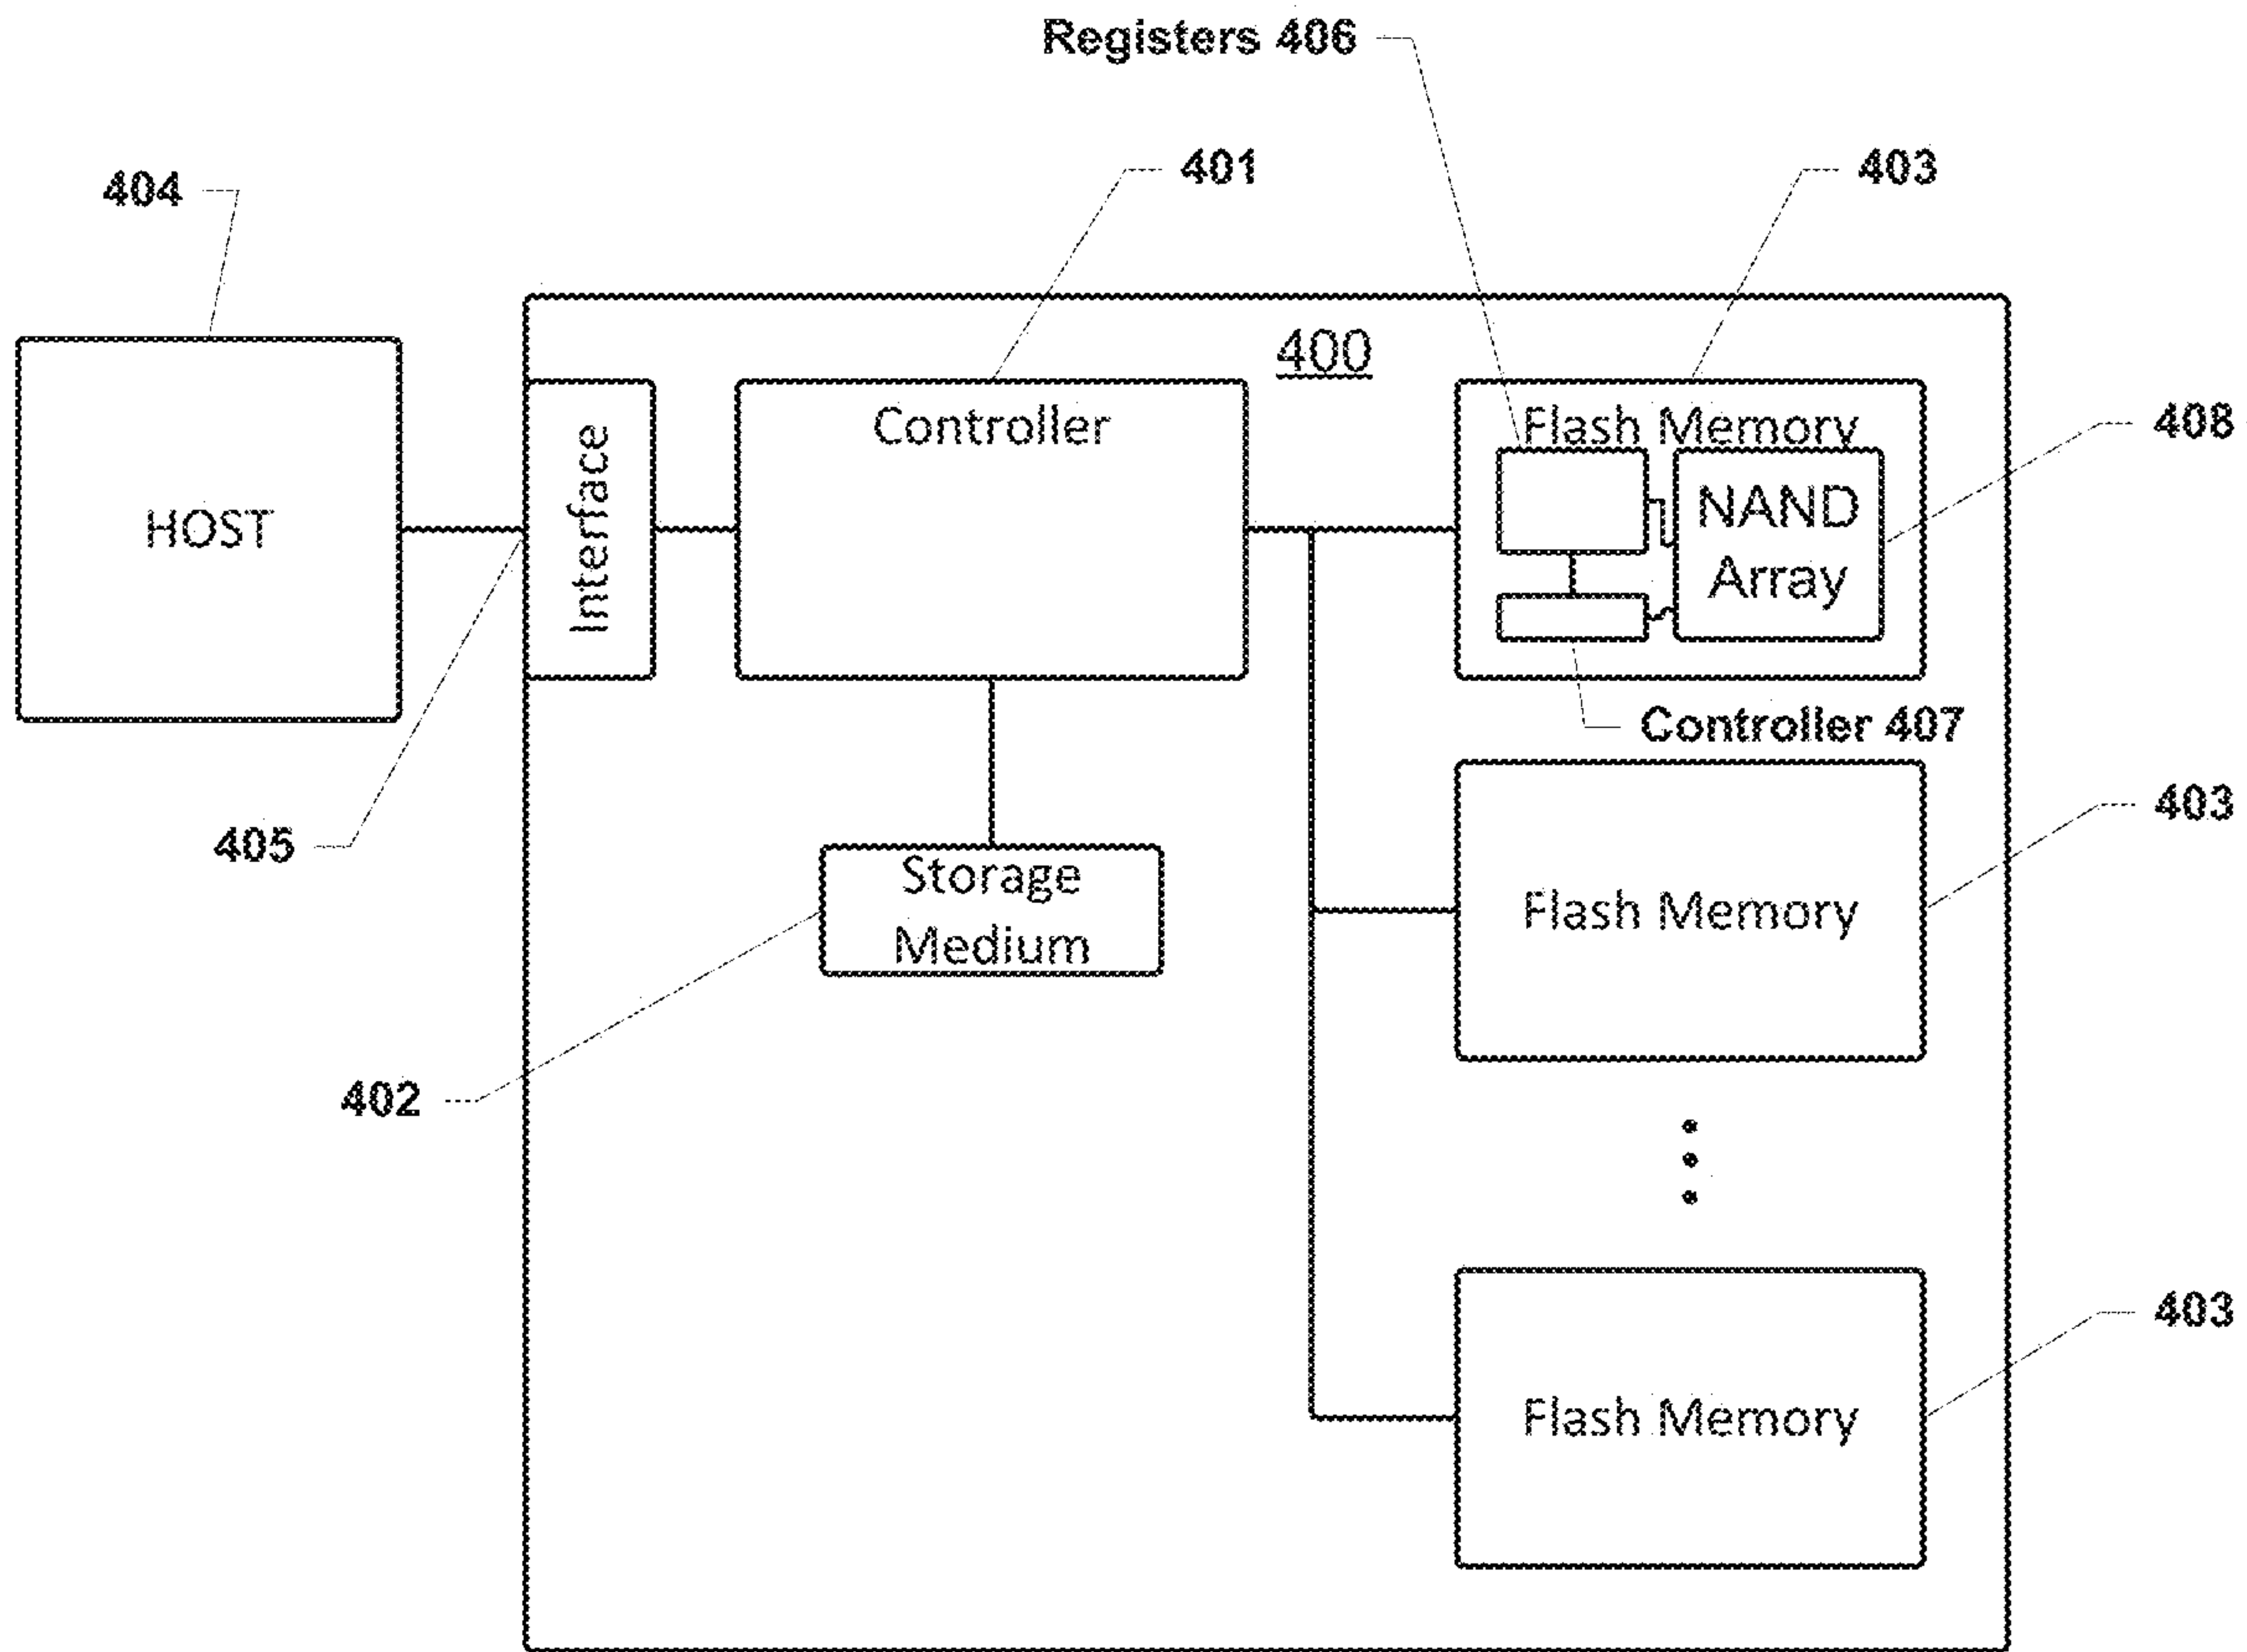 Registers 406
404
401
403
400
HOST
Interface
Controller
Flash Memory
NAND
Array
408
Controller 407
405
Storage
Medium
Flash Memory
403
402
Flash Memory
403